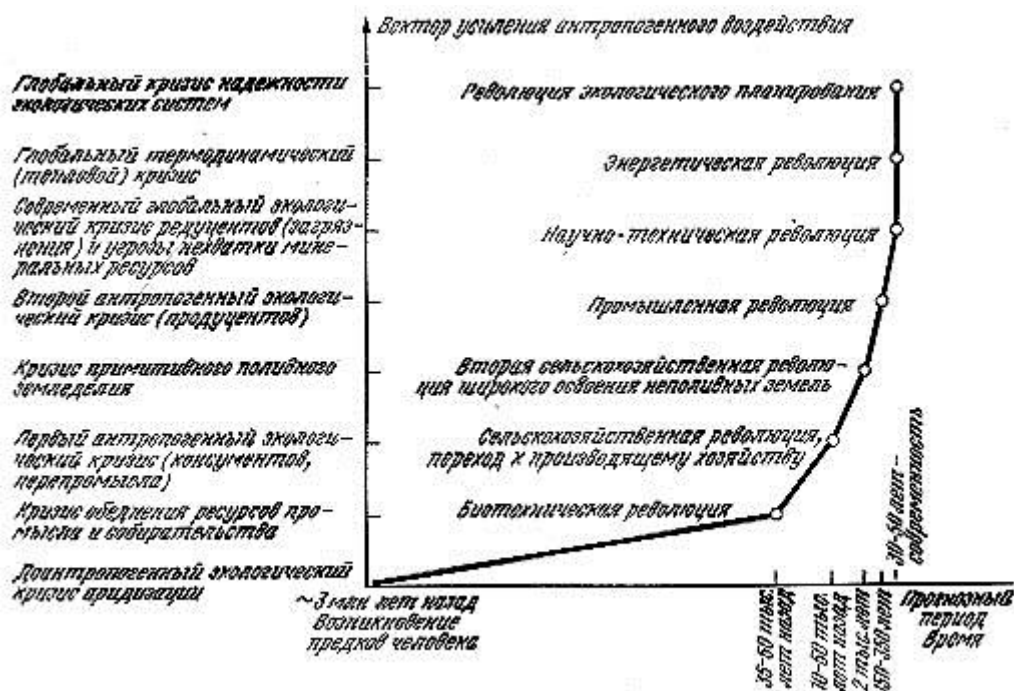 Вектор усиления антропогенного воздействия
Глобальный кризис надежности
экологических систем
Революция экологического планирования
Глобальный термодинамический
(тепловой) кризис
Энергетическая революция
Современный глобальный экологи-
ческий кризис редуцентов (загряз-
нения) и угрозы нехватки мине-
ральных ресурсов
Научно-техническая революция
Второй антропогенный экологи-
ческий кризис (продуцентов)
Промышленная революция
Кризис примитивного поливного
земледелия
Вторая сельскохозяйственная револю-
ция широкого освоения неполивных земель
Первый антропогенный экологи-
ческий кризис (консументов,
перепромысла)
Сельскохозяйственная революция,
переход к производящему хозяйству
Кризис обеднения ресурсов про-
мысла и собирательства
Биотехническая революция
Доантропогенный экологический
кризис аридизации
~3 млн лет назад
Возникновение
предков человека
35-60 тыс.
лет назад
10-50 тыс.
лет назад
2 тыс. лет
150-350 лет
30-50 лет -
современность
Прогнозный
период
Время